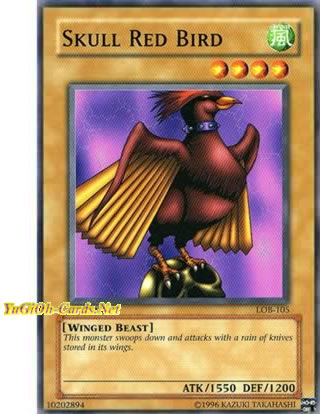 SKULL RED BIRD
風
LOB-105
YuGiOh-Cards.Net
[WINGED BEAST]
This monster swoops down and attacks with a rain of knives
stored in its wings.
ATK/1550 DEF/1200
10202894
©1996 KAZUKI TAKAHASHI